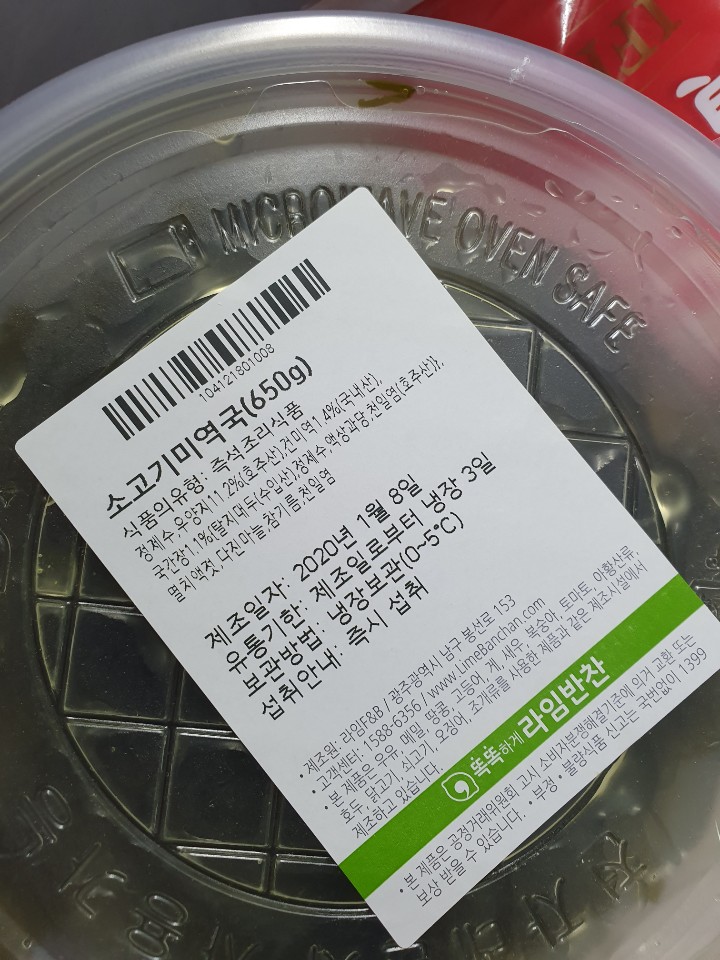 MICROWAVE OVEN SAFE
104121801008
소고기미역국(650g)
식품의유형: 즉석조리식품
정제수,우양지11.2%(호주산),건미역1.4%(국내산),
국간장1.1%{탈지대두(수입산),정제수,액상과당,천일염(호주산)},
멸치액젓,다진마늘,참기름,천일염
제조일자: 2020년 1월 8일
유통기한: 제조일로부터 냉장 3일
보관방법: 냉장보관(0~5℃)
섭취안내: 즉시 섭취
• 제조원: 라임F&B / 광주광역시 남구 봉선로 153
• 고객센터: 1588-6356 / www.LimeBanchan.com
• 본 제품은 우유, 메밀, 땅콩, 고등어, 게, 새우, 복숭아, 토마토, 아황산류,
호두, 닭고기, 쇠고기, 오징어, 조개류를 사용한 제품과 같은 제조시설에서
제조하고 있습니다.
똑똑하게 라임반찬
• 본 제품은 공정거래위원회 고시 소비자분쟁해결기준에 의거 교환 또는
보상 받을 수 있습니다. • 부정 • 불량식품 신고는 국번없이 1399